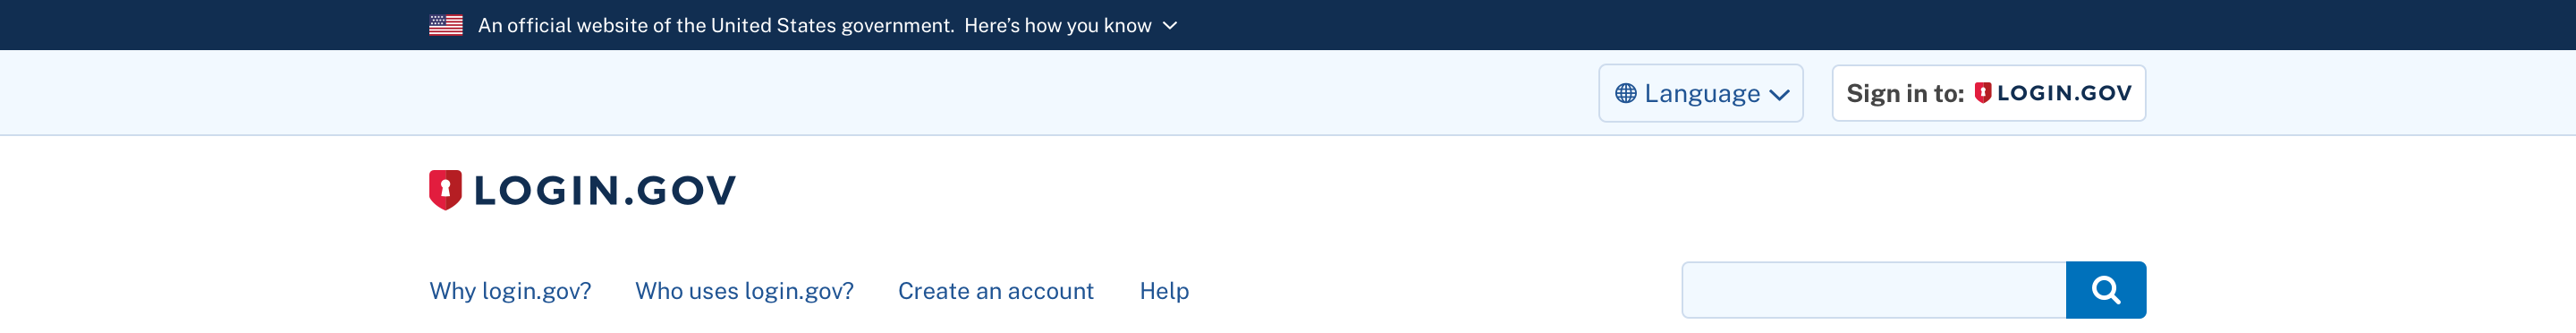 An official website of the United States government. Here’s how you know
Language
Sign in to: LOGIN.GOV
LOGIN.GOV
Why login.gov? Who uses login.gov? Create an account Help